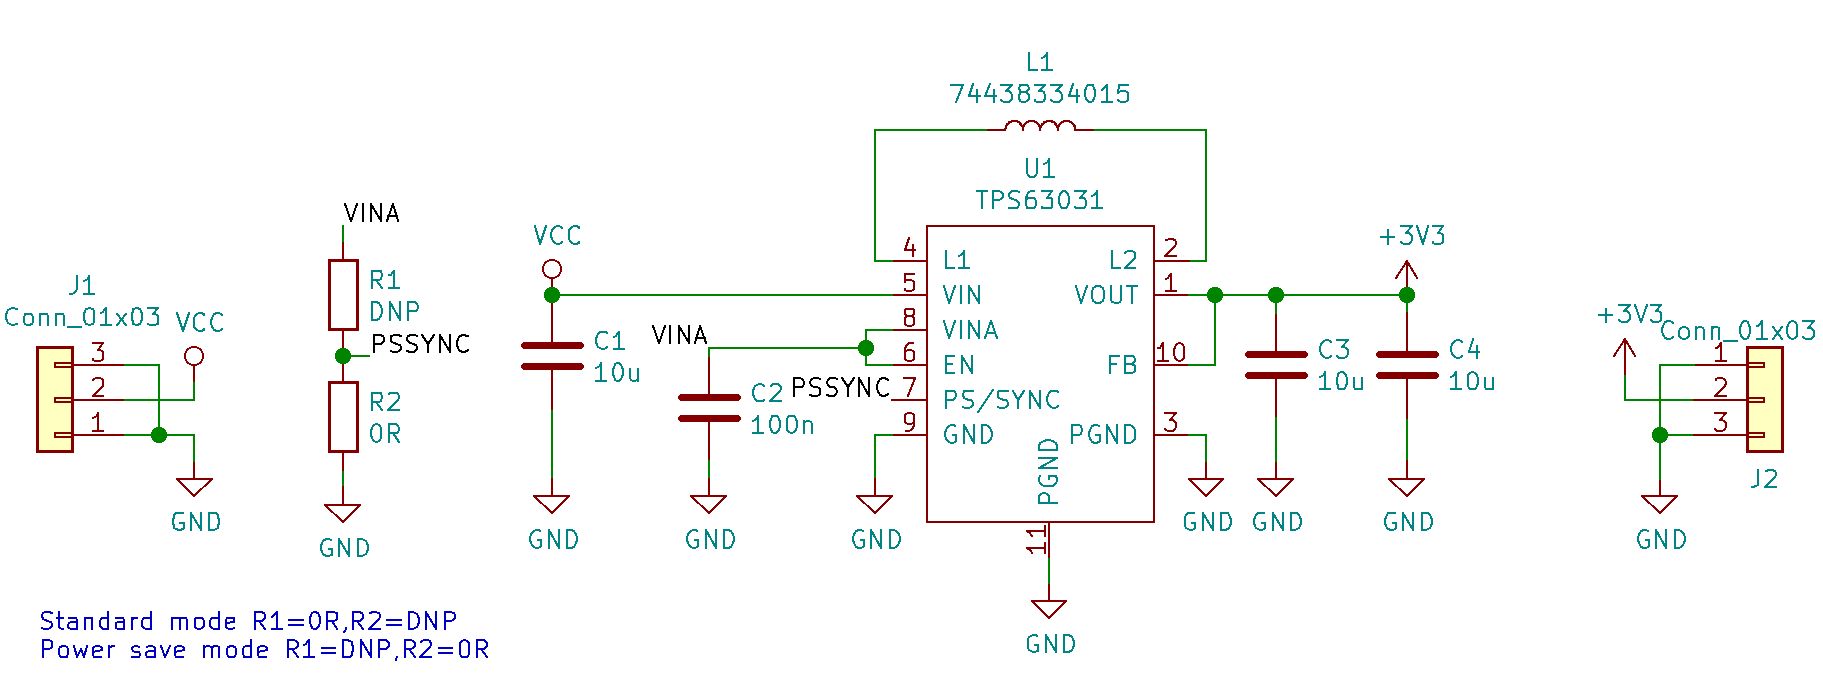 L1
74438334015
U1
TPS63031
VINA
R1
DNP
PSSYNC
R2
0R
GND
J1
Conn_01x03
VCC
3
2
1
GND
VCC
C1
10u
GND
VINA
C2
100n
GND
PSSYNC
4
5
8
6
7
9
GND
L1
VIN
VINA
EN
PS/SYNC
GND
L2
VOUT
FB
PGND
PGND
2
1
10
3
11
GND
GND
C3
10u
GND
+3V3
C4
10u
GND
+3V3
Conn_01x03
1
2
3
J2
GND
Standard mode R1=0R,R2=DNP
Power save mode R1=DNP,R2=0R